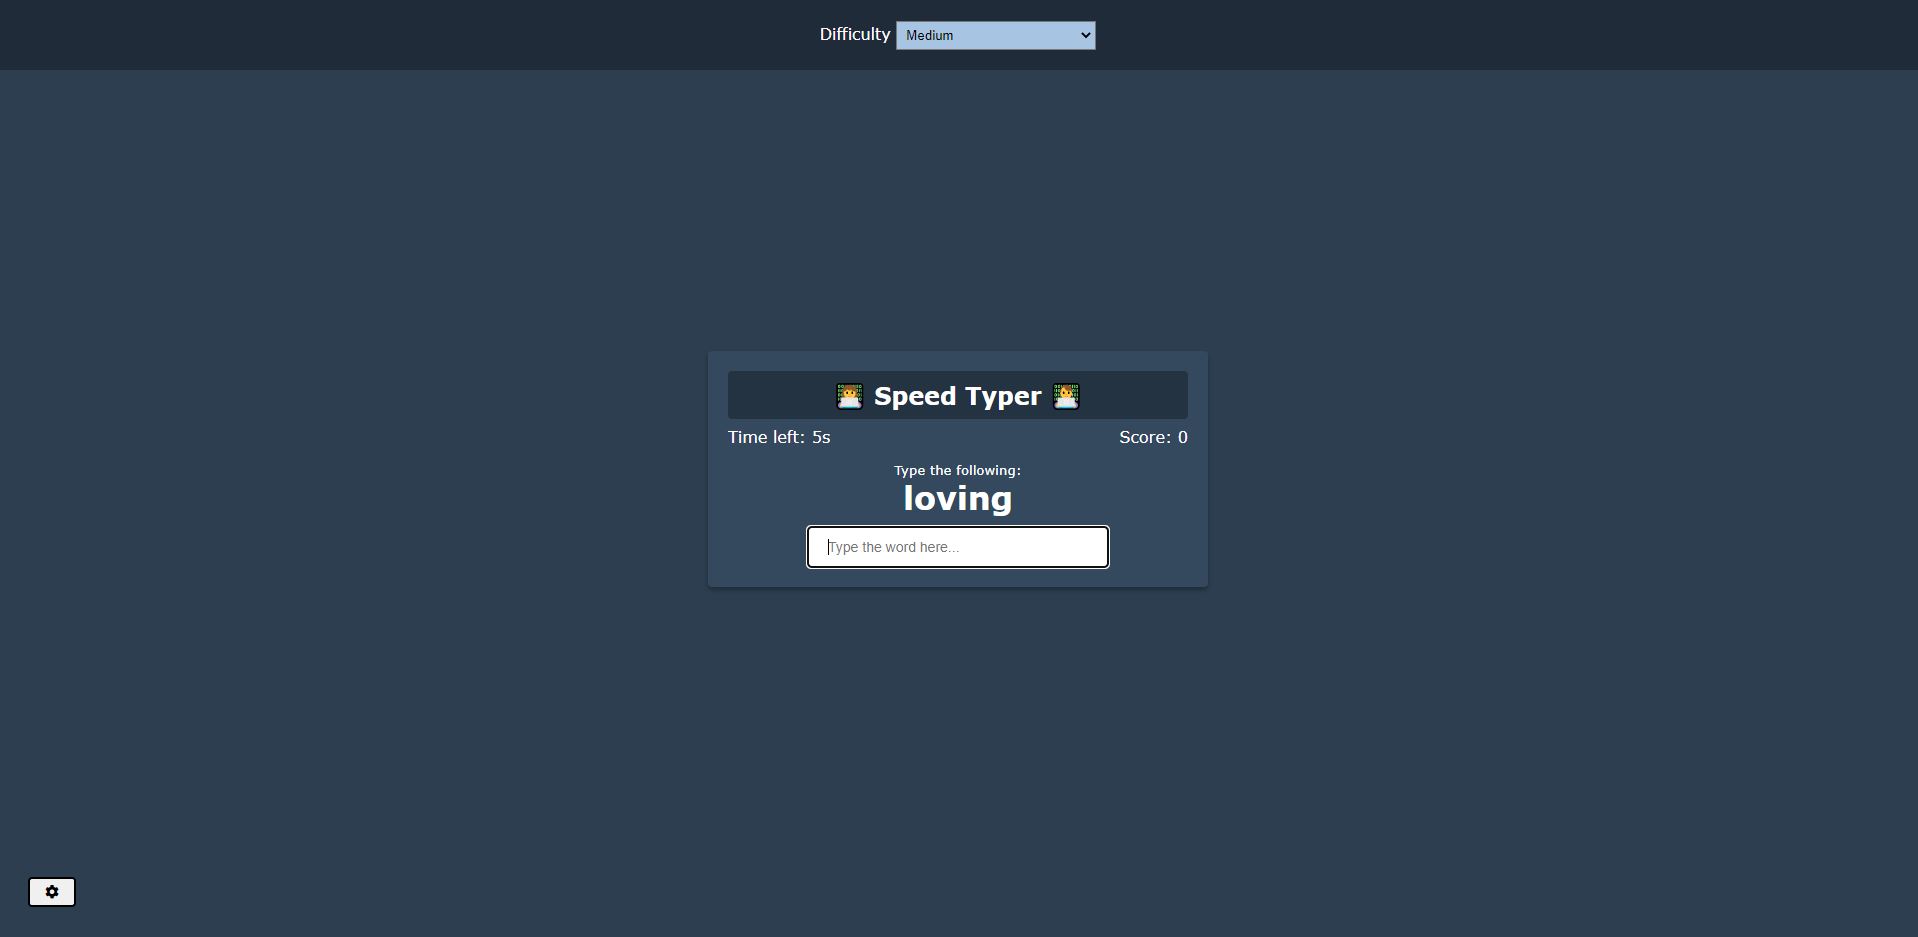 Difficulty Medium
Speed Typer
Time left: 5s Score: 0
Type the following:
loving
Type the word here...